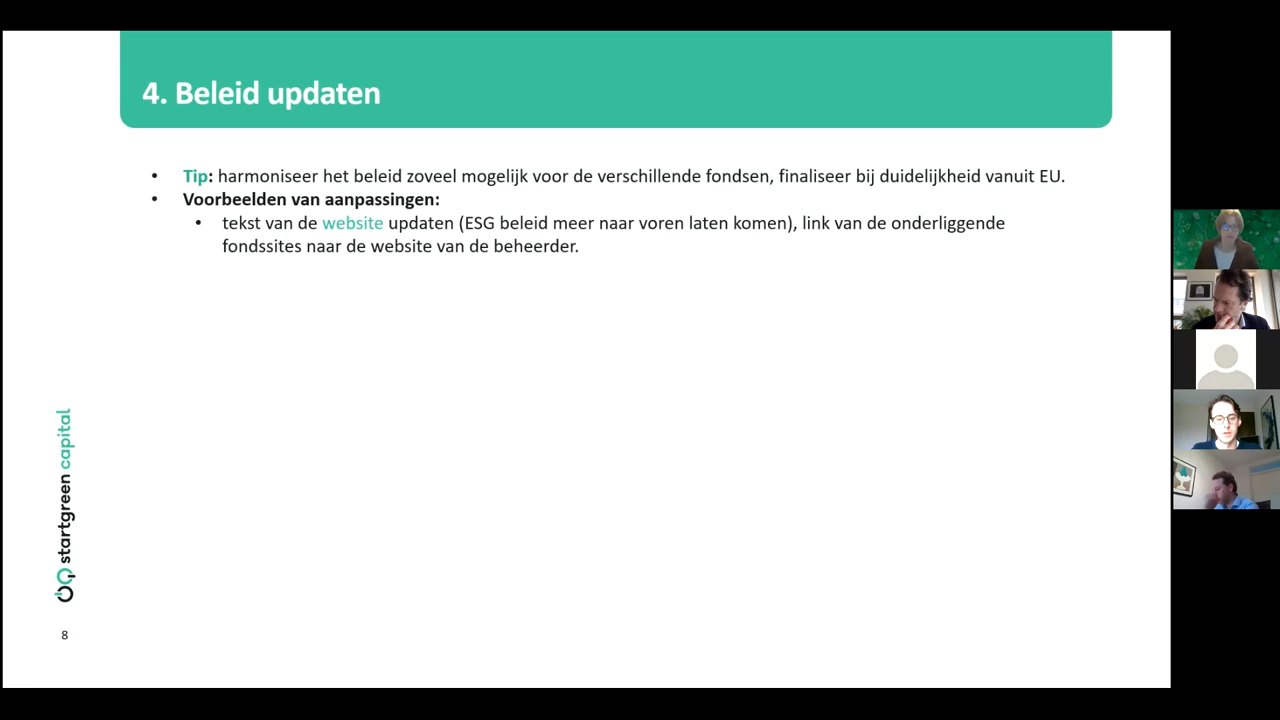 4. Beleid updaten
• Tip: harmoniseer het beleid zoveel mogelijk voor de verschillende fondsen, finaliseer bij duidelijkheid vanuit EU.
• Voorbeelden van aanpassingen:
• tekst van de website updaten (ESG beleid meer naar voren laten komen), link van de onderliggende
fondssites naar de website van de beheerder.
startgreen capital
8